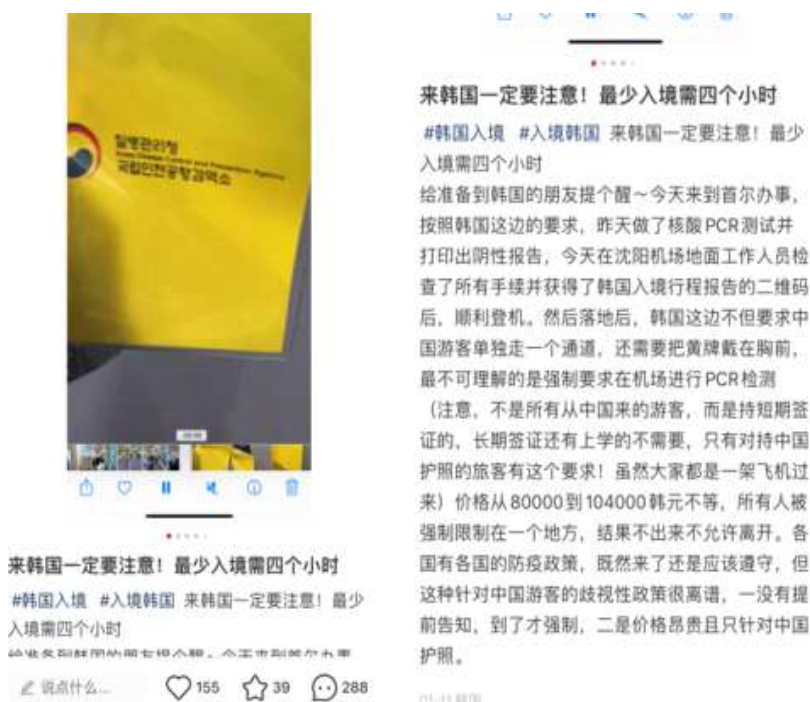 질병관리청
Korea Disease Control and Prevention Agency
국립인천공항검역소
来韩国一定要注意！最少入境需四个小时
#韩国入境 #入境韩国 来韩国一定要注意！最少
入境需四个小时
说点什么...
155
39
288
来韩国一定要注意！最少入境需四个小时
#韩国入境 #入境韩国 来韩国一定要注意！最少
入境需四个小时
给准备到韩国的朋友提个醒～今天来到首尔办事，
按照韩国这边的要求，昨天做了核酸PCR测试并
打印出阴性报告，今天在沈阳机场地面工作人员检
查了所有手续并获得了韩国入境行程报告的二维码
后，顺利登机。然后落地后，韩国这边不但要求中
国游客单独走一个通道，还需要把黄牌戴在胸前，
最不可理解的是强制要求在机场进行PCR检测
（注意，不是所有从中国来的游客，而是持短期签
证的，长期签证还有上学的不需要，只有对持中国
护照的旅客有这个要求！虽然大家都是一架飞机过
来）价格从80000到104000韩元不等，所有人被
强制限制在一个地方，结果不出来不允许离开。各
国有各国的防疫政策，既然来了还是应该遵守，但
这种针对中国游客的歧视性政策很离谱，一没有提
前告知，到了才强制，二是价格昂贵且只针对中国
护照。